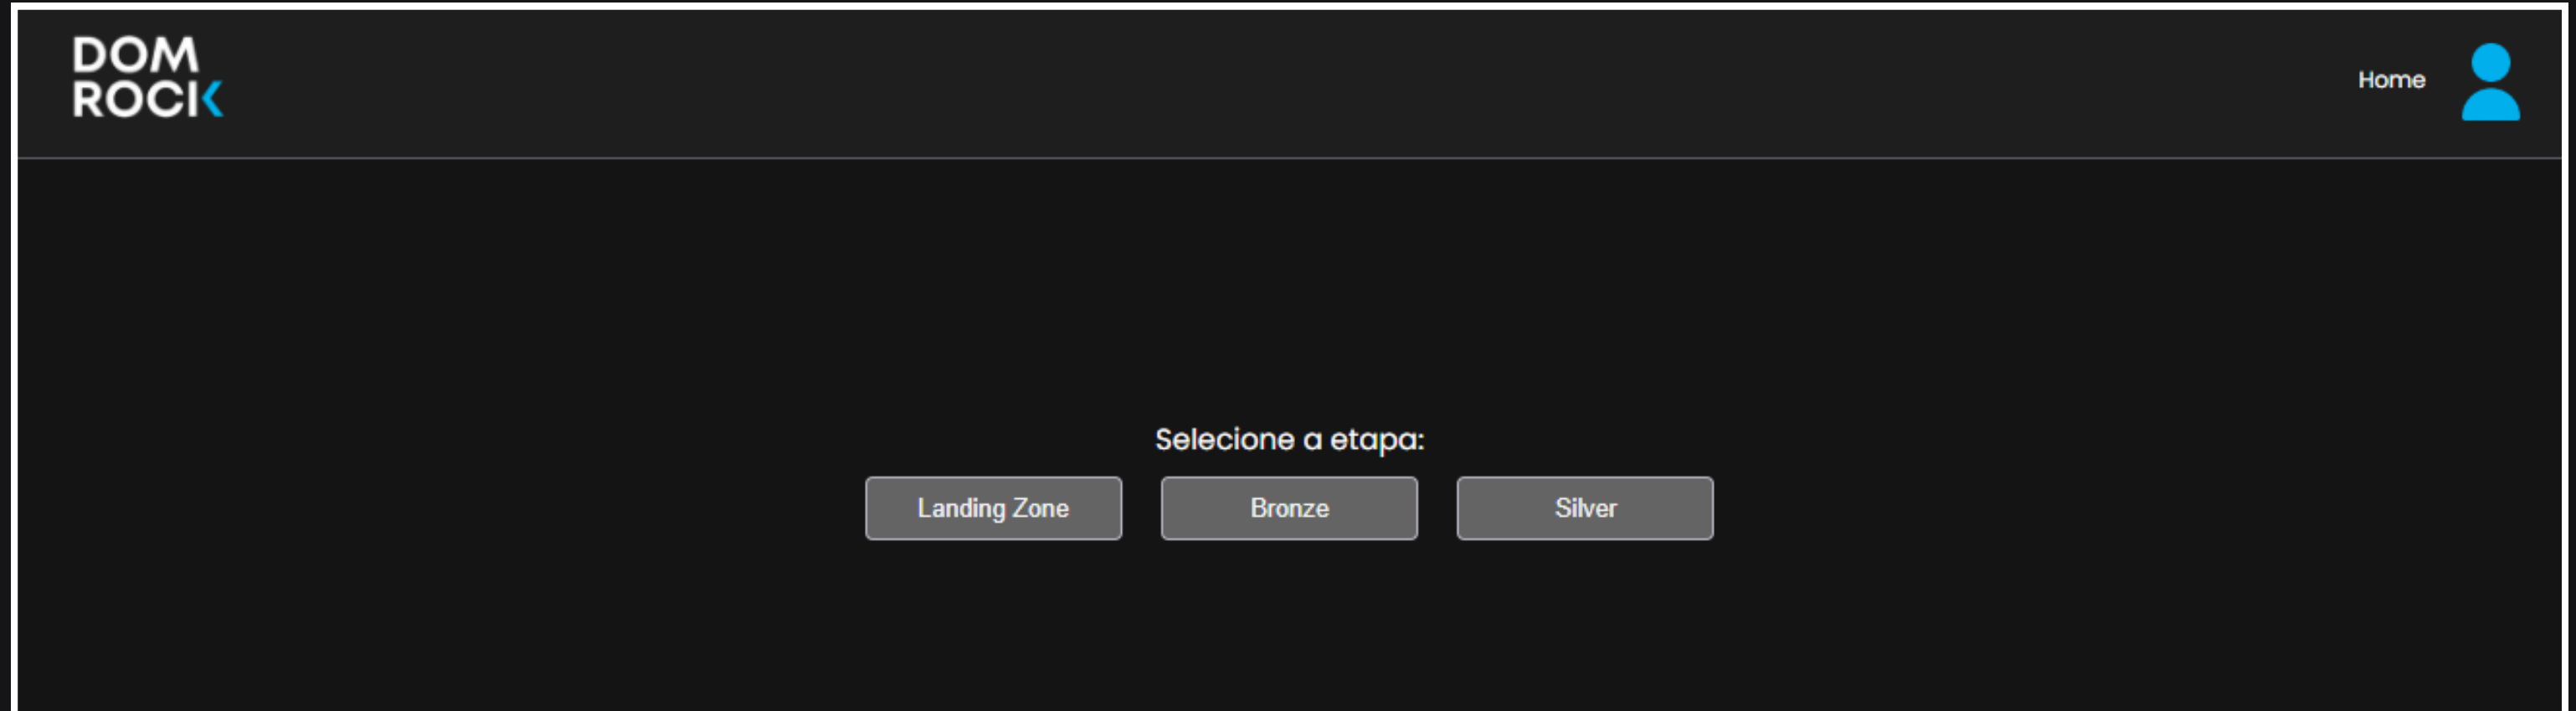 DOM
ROCK
Home
Selecione a etapa:
Landing Zone Bronze Silver